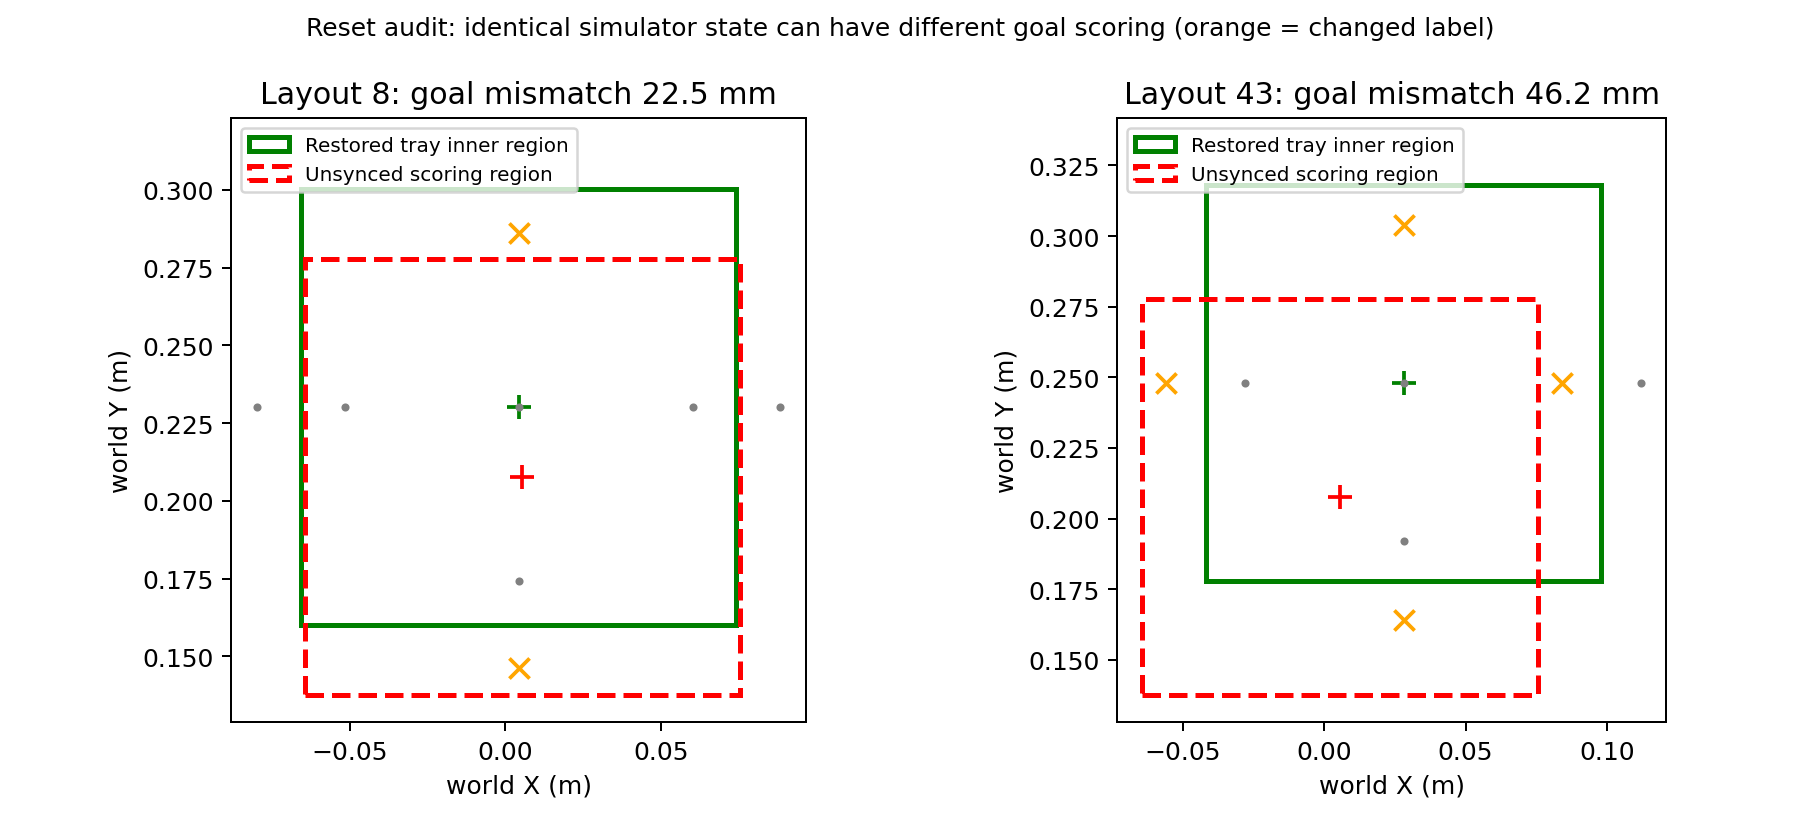 Reset audit: identical simulator state can have different goal scoring (orange = changed label)
Layout 8: goal mismatch 22.5 mm
Restored tray inner region
Unsynced scoring region
world Y (m)
0.300
0.275
0.250
0.225
0.200
0.175
0.150
−0.05 0.00 0.05
world X (m)
Layout 43: goal mismatch 46.2 mm
Restored tray inner region
Unsynced scoring region
world Y (m)
0.325
0.300
0.275
0.250
0.225
0.200
0.175
0.150
−0.05 0.00 0.05 0.10
world X (m)